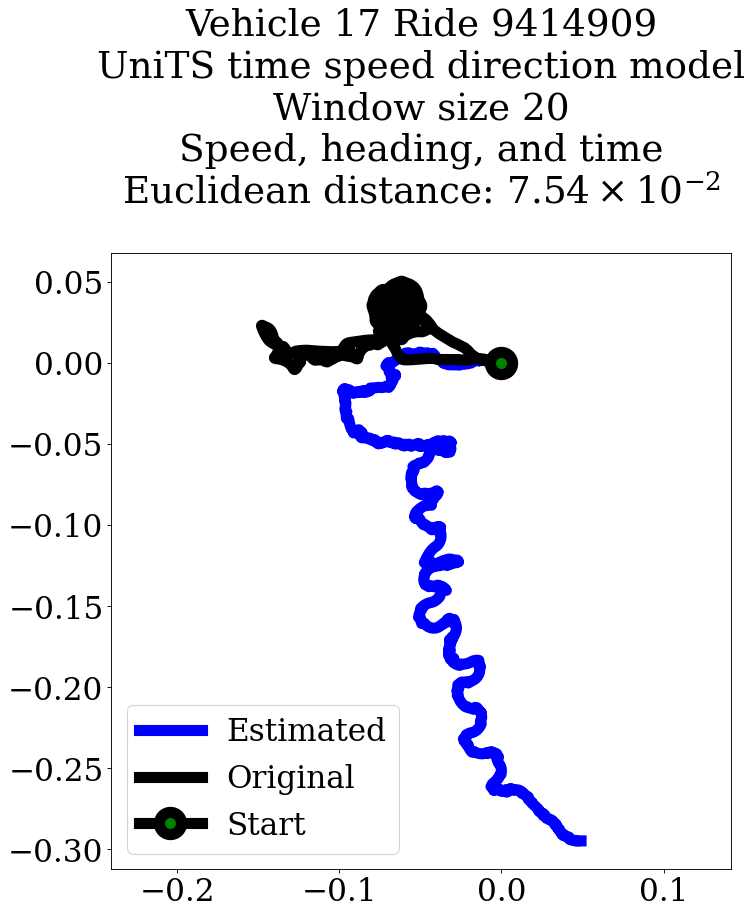 Vehicle 17 Ride 9414909
UniTS time speed direction model
Window size 20
Speed, heading, and time
Euclidean distance: 7.54 × 10⁻²
0.05
0.00
−0.05
−0.10
−0.15
−0.20
−0.25
−0.30
Estimated
Original
Start
−0.2 −0.1 0.0 0.1